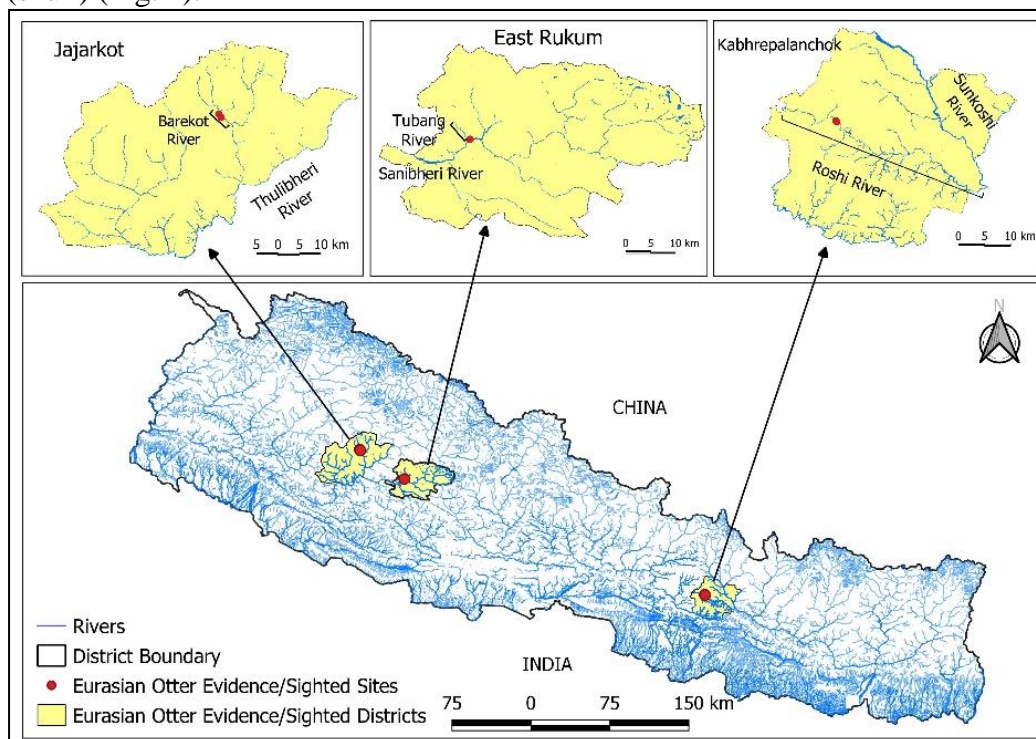 Jajarkot
Barekot
River
Thulibheri
River
5 0 5 10 km
East Rukum
Tubang
River
Sanibheri River
0 5 10 km
Kabhrepalanchok
Sunkoshi
River
Roshi River
0 5 10 km
N
CHINA
INDIA
Rivers
District Boundary
Eurasian Otter Evidence/Sighted Sites
Eurasian Otter Evidence/Sighted Districts
75 0 75 150 km